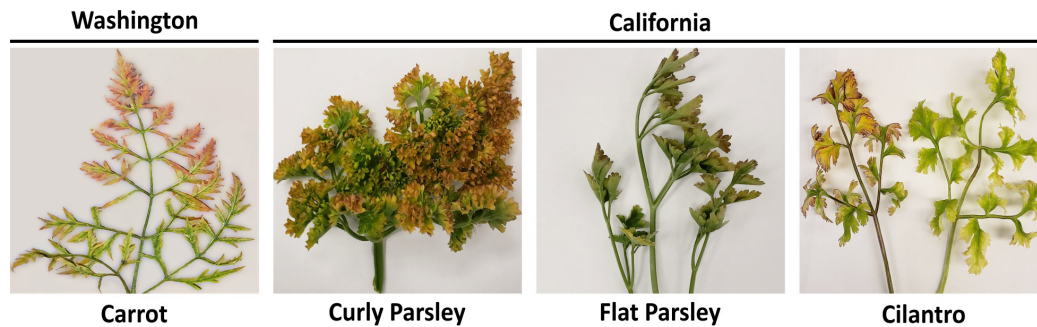 Washington
California
Carrot
Curly Parsley
Flat Parsley
Cilantro